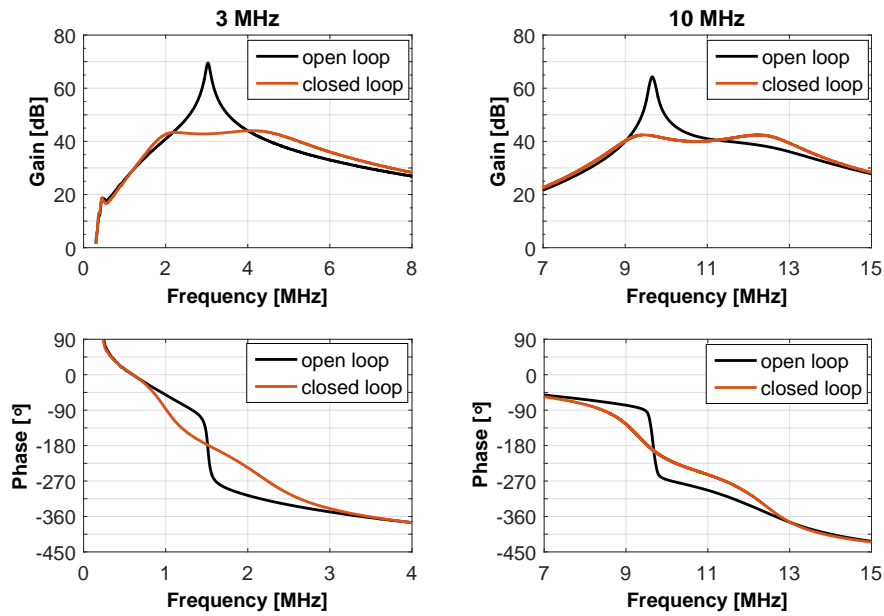 3 MHz
Gain [dB]
80
60
40
20
0
open loop
closed loop
0
2
4
6
8
Frequency [MHz]
10 MHz
Gain [dB]
80
60
40
20
0
open loop
closed loop
7
9
11
13
15
Frequency [MHz]
Phase [°]
90
0
-90
-180
-270
-360
-450
open loop
closed loop
0
1
2
3
4
Frequency [MHz]
Phase [°]
90
0
-90
-180
-270
-360
-450
open loop
closed loop
7
9
11
13
15
Frequency [MHz]